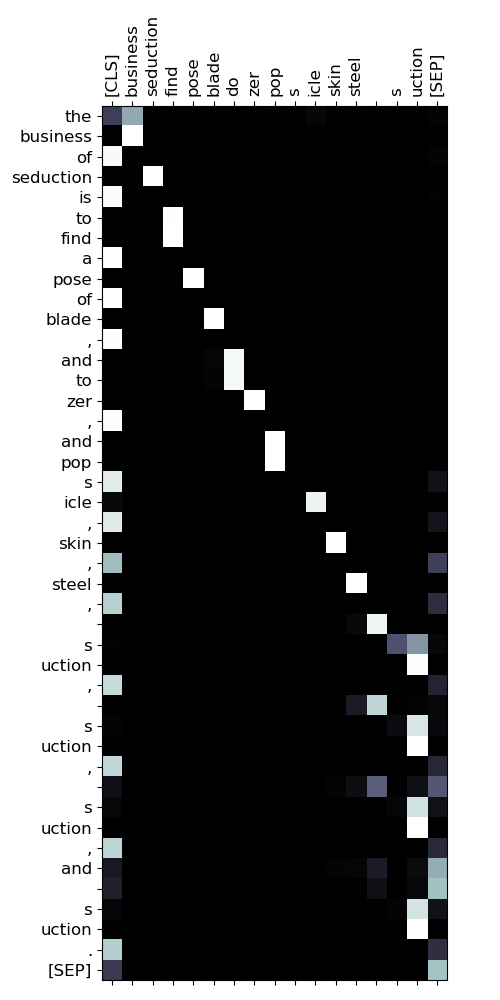 [CLS]
business
seduction
find
pose
blade
do
zer
pop
s
icle
skin
steel
s
uction
[SEP]
the
business
of
seduction
is
to
find
a
pose
of
blade
,
and
to
zer
,
and
pop
s
icle
,
skin
,
steel
,
s
uction
,
s
uction
,
s
uction
,
and
s
uction
.
[SEP]